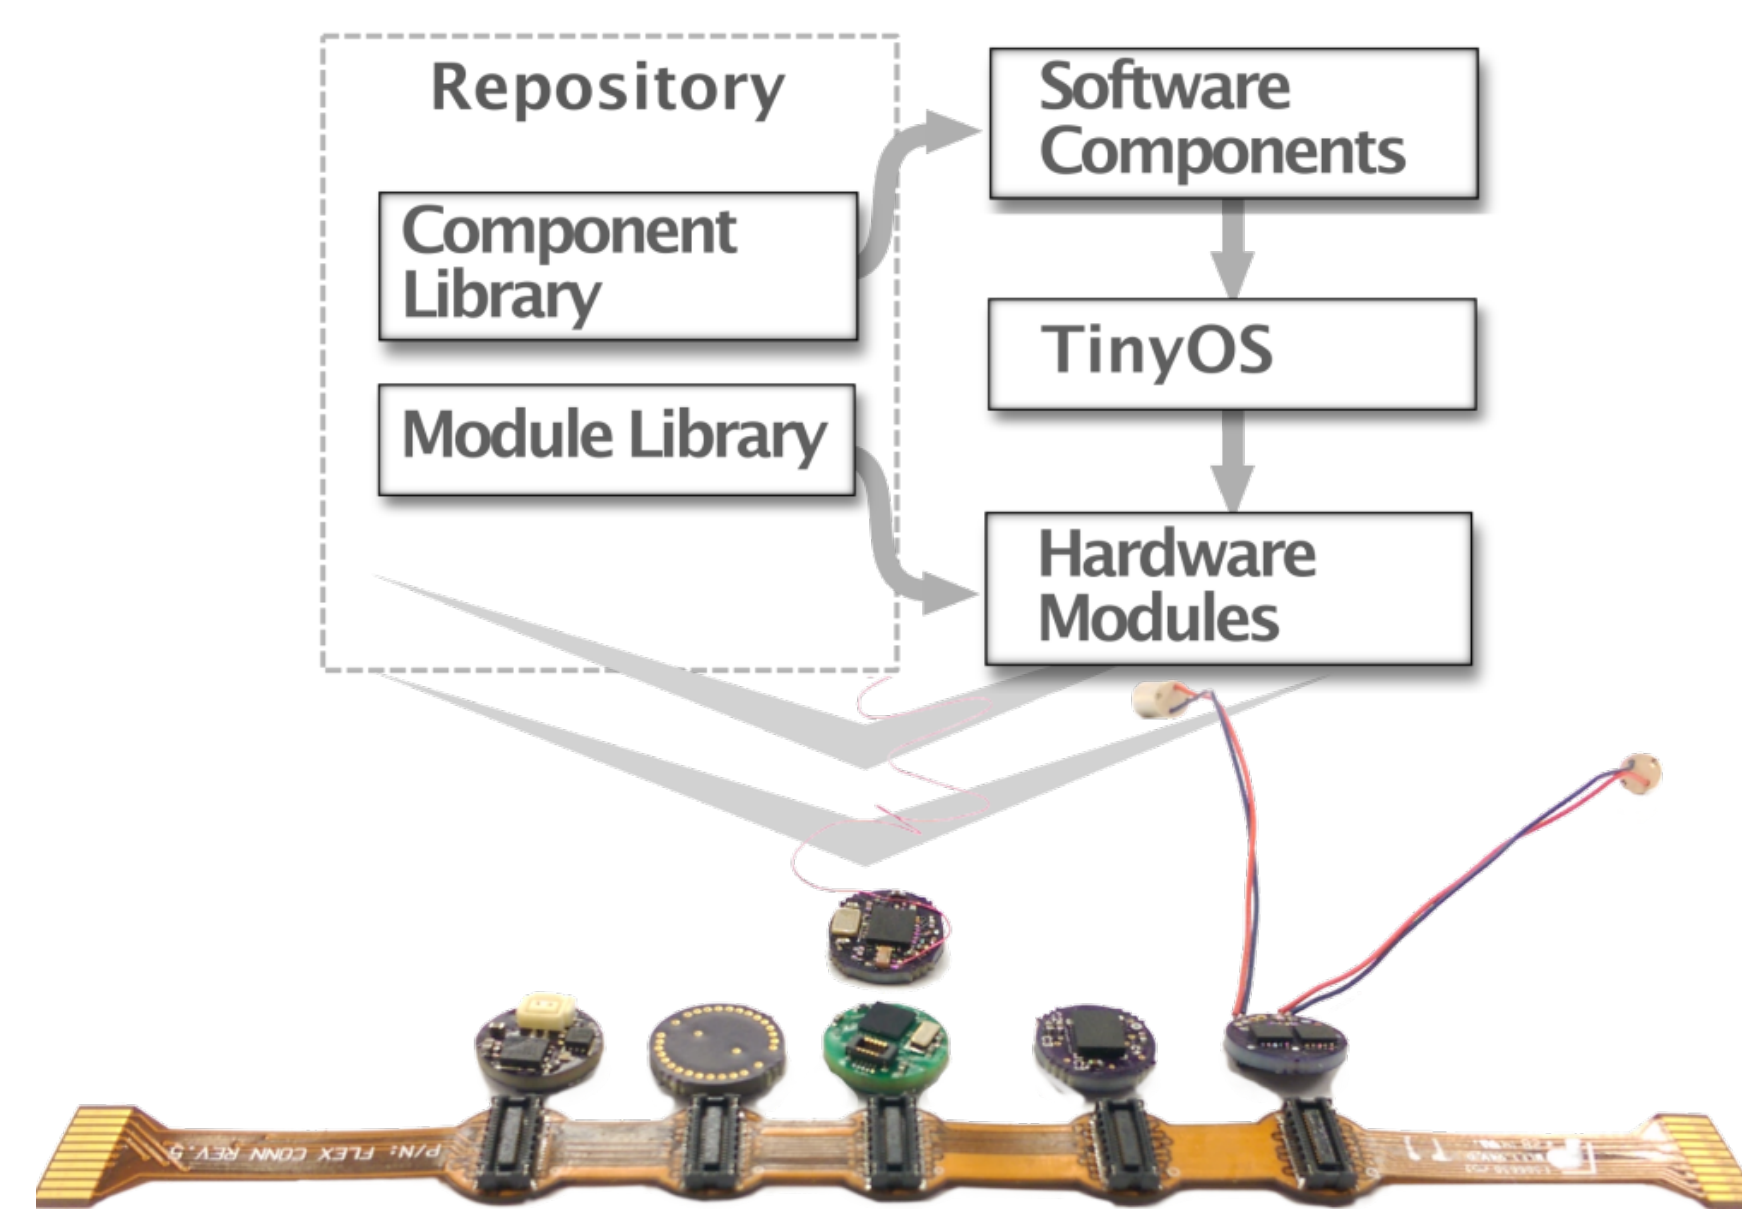 Repository
Software
Components
Component
Library
TinyOS
Module Library
Hardware
Modules
P/N: FLEX CONN REV.5